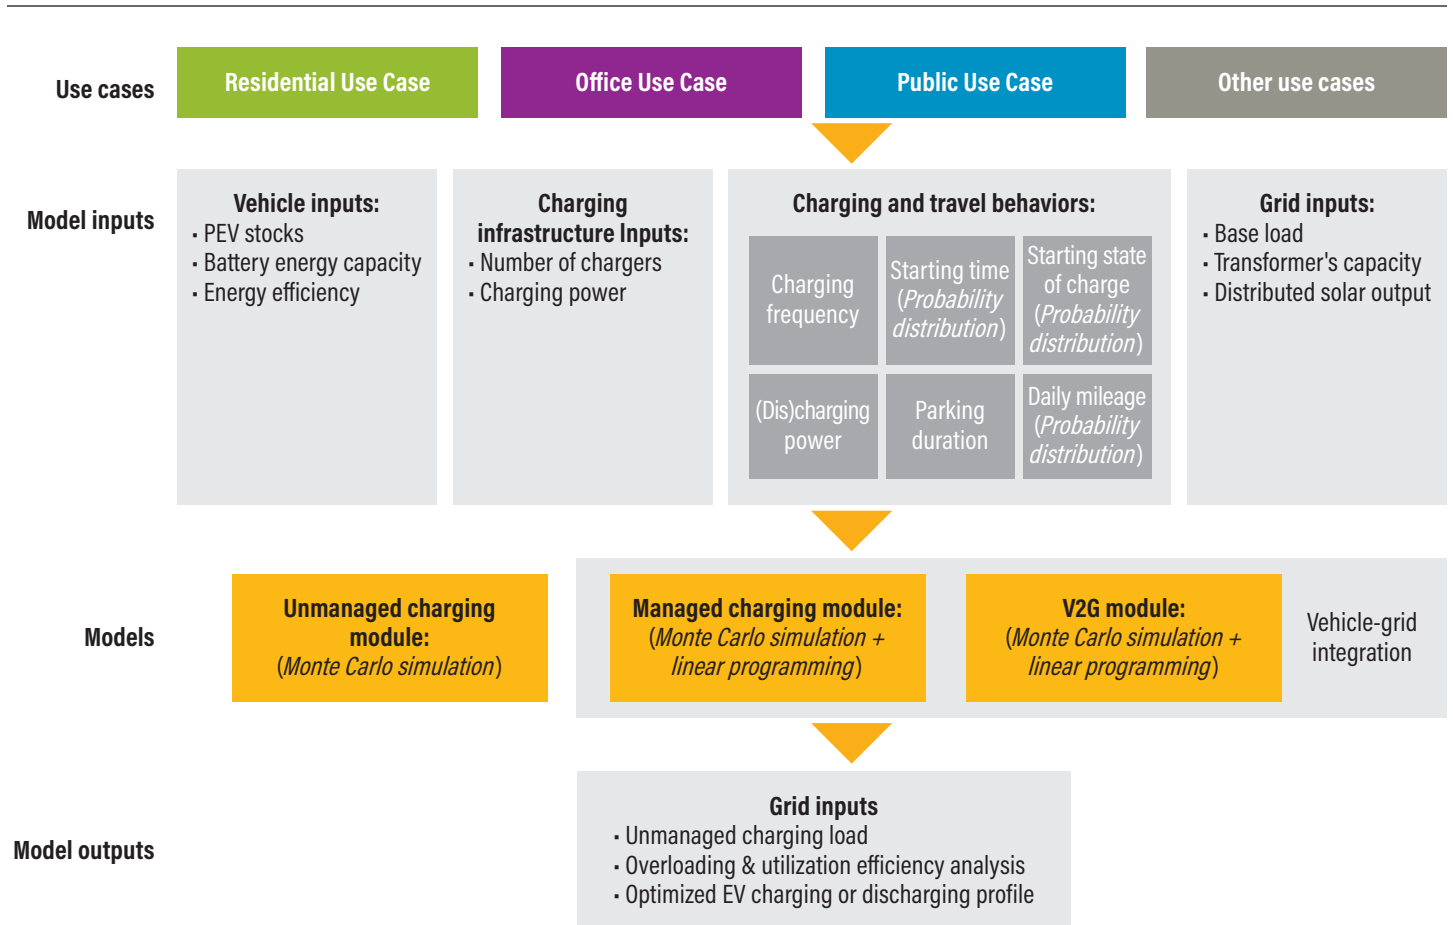 Use cases
Residential Use Case
Office Use Case
Public Use Case
Other use cases
Model inputs
Vehicle inputs:
· PEV stocks
· Battery energy capacity
· Energy efficiency
Charging
infrastructure Inputs:
· Number of chargers
· Charging power
Charging and travel behaviors:
Charging
frequency
Starting time
(Probability
distribution)
Starting state
of charge
(Probability
distribution)
(Dis)charging
power
Parking
duration
Daily mileage
(Probability
distribution)
Grid inputs:
· Base load
· Transformer's capacity
· Distributed solar output
Models
Unmanaged charging
module:
(Monte Carlo simulation)
Managed charging module:
(Monte Carlo simulation +
linear programming)
V2G module:
(Monte Carlo simulation +
linear programming)
Vehicle-grid
integration
Model outputs
Grid inputs
· Unmanaged charging load
· Overloading & utilization efficiency analysis
· Optimized EV charging or discharging profile